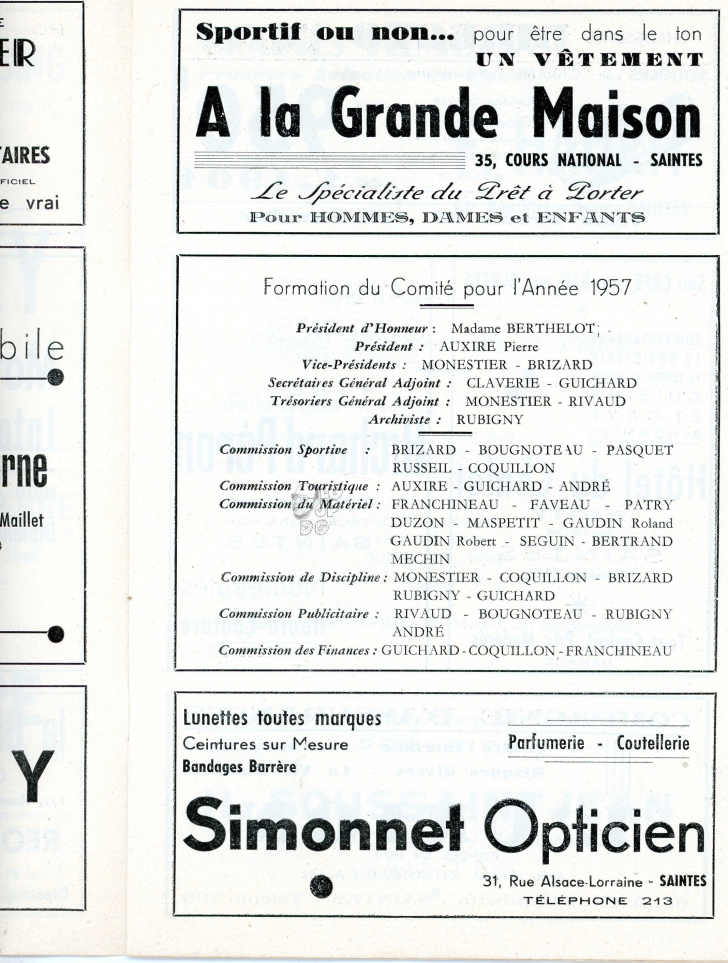 ER
TAIRES
FICIEL
e vrai
bile
rne
Maillet
Y
Sportif ou non... pour être dans le ton
UN VÊTEMENT
A la Grande Maison
35, COURS NATIONAL - SAINTES
Le Spécialiste du Prêt à Porter
Pour HOMMES, DAMES et ENFANTS
Formation du Comité pour l'Année 1957
Président d'Honneur : Madame BERTHELOT
Président : AUXIRE Pierre
Vice-Présidents : MONESTIER - BRIZARD
Secrétaires Général Adjoint : CLAVERIE - GUICHARD
Trésoriers Général Adjoint : MONESTIER - RIVAUD
Archiviste : RUBIGNY
Commission Sportive : BRIZARD - BOUGNOTEAU - PASQUET
RUSSEIL - COQUILLON
Commission Touristique : AUXIRE - GUICHARD - ANDRÉ
Commission du Matériel : FRANCHINEAU - FAVEAU - PATRY
DUZON - MASPETIT - GAUDIN Roland
GAUDIN Robert - SEGUIN - BERTRAND
MECHIN
Commission de Discipline : MONESTIER - COQUILLON - BRIZARD
RUBIGNY - GUICHARD
Commission Publicitaire : RIVAUD - BOUGNOTEAU - RUBIGNY
ANDRÉ
Commission des Finances : GUICHARD - COQUILLON - FRANCHINEAU
Lunettes toutes marques
Ceintures sur Mesure
Bandages Barrère
Parfumerie - Coutellerie
Simonnet Opticien
31, Rue Alsace-Lorraine - SAINTES
TÉLÉPHONE 213